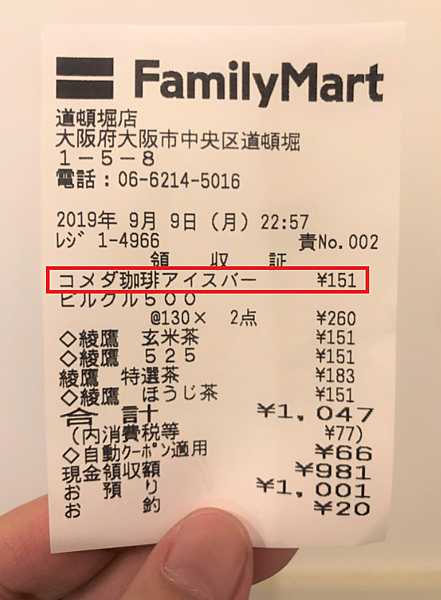 FamilyMart
道頓堀店
大阪府大阪市中央区道頓堀
1-5-8
電話:06-6214-5016
2019年 9月 9日(月) 22:57
レジ 1-4966 責No.002
領 収 証
コメダ珈琲アイスバー ¥151
ピルクル500
@130× 2点 ¥260
◇綾鷹 玄米茶 ¥151
◇綾鷹 525 ¥151
綾鷹 特選茶 ¥183
◇綾鷹 ほうじ茶 ¥151
合 計 ¥1,047
(内消費税等 ¥77)
◇自動クーポン適用 ¥66
現金領収額 ¥981
お 預 り ¥1,001
お 釣 ¥20